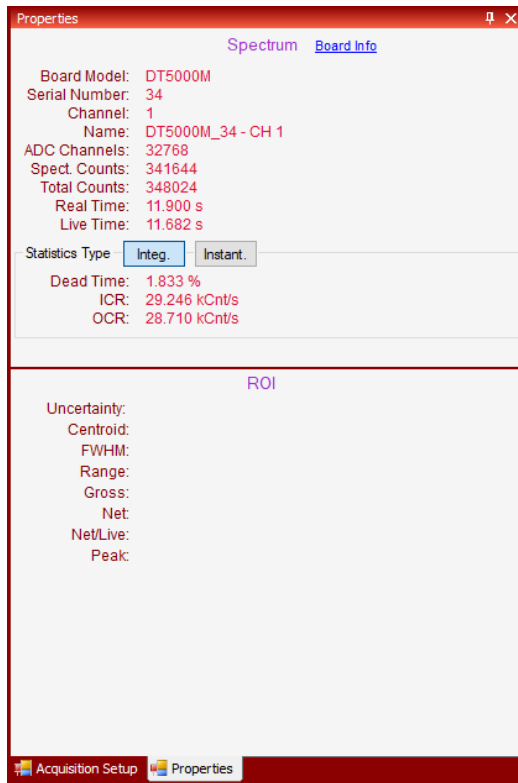 Properties
Spectrum Board Info
Board Model: DT5000M
Serial Number: 34
Channel: 1
Name: DT5000M_34 - CH 1
ADC Channels: 32768
Spect. Counts: 341644
Total Counts: 348024
Real Time: 11.900 s
Live Time: 11.682 s
Statistics Type Integ. Instant.
Dead Time: 1.833 %
ICR: 29.246 kCnt/s
OCR: 28.710 kCnt/s
ROI
Uncertainty:
Centroid:
FWHM:
Range:
Gross:
Net:
Net/Live:
Peak:
Acquisition Setup Properties